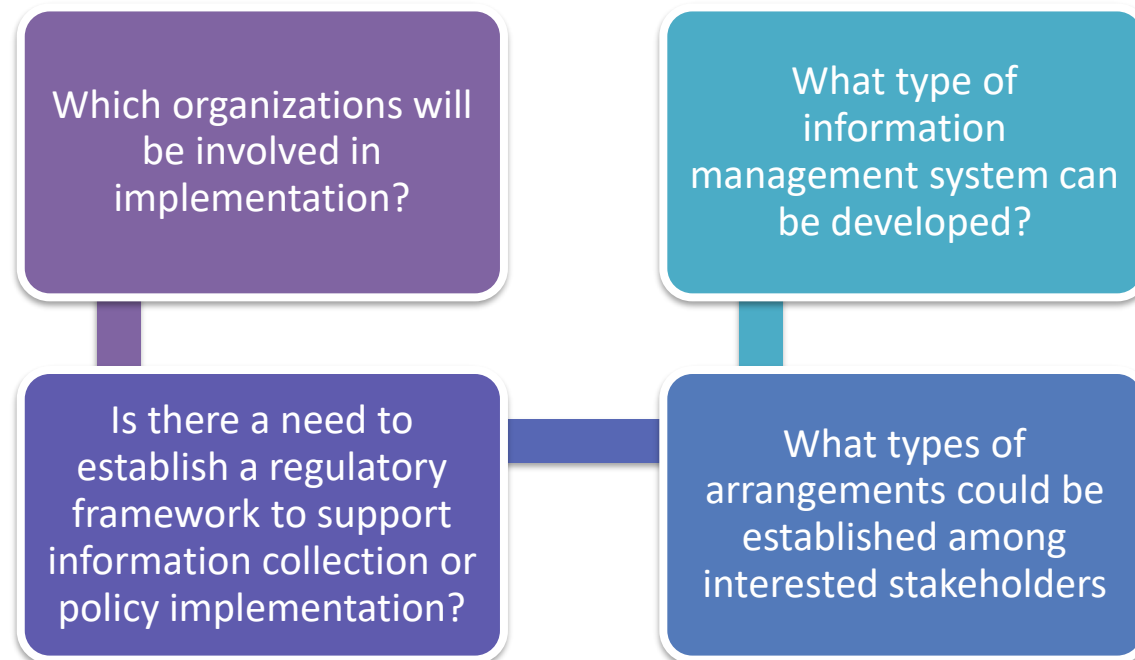 Which organizations will
be involved in
implementation?
Is there a need to
establish a regulatory
framework to support
information collection or
policy implementation?
What types of
arrangements could be
established among
interested stakeholders
What type of
information
management system can
be developed?